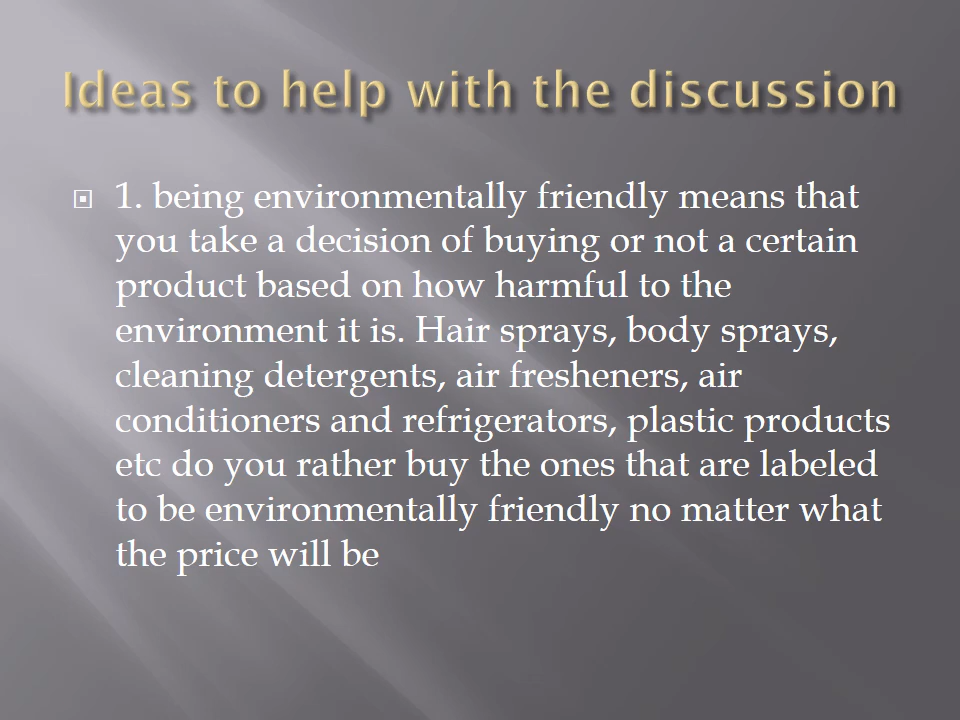 Ideas to help with the discussion
1. being environmentally friendly means that
you take a decision of buying or not a certain
product based on how harmful to the
environment it is. Hair sprays, body sprays,
cleaning detergents, air fresheners, air
conditioners and refrigerators, plastic products
etc do you rather buy the ones that are labeled
to be environmentally friendly no matter what
the price will be